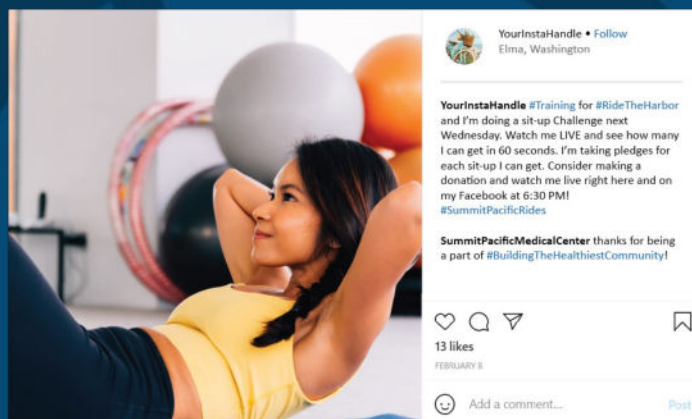 YourInstaHandle • Follow
Elma, Washington
YourInstaHandle #Training for #RideTheHarbor
and I'm doing a sit-up Challenge next
Wednesday. Watch me LIVE and see how many
I can get in 60 seconds. I'm taking pledges for
each sit-up I can get. Consider making a
donation and watch me live right here and on
my Facebook at 6:30 PM!
#SummitPacificRides
SummitPacificMedicalCenter thanks for being
a part of #BuildingTheHealthiestCommunity!
13 likes
FEBRUARY 8
Add a comment...
Post